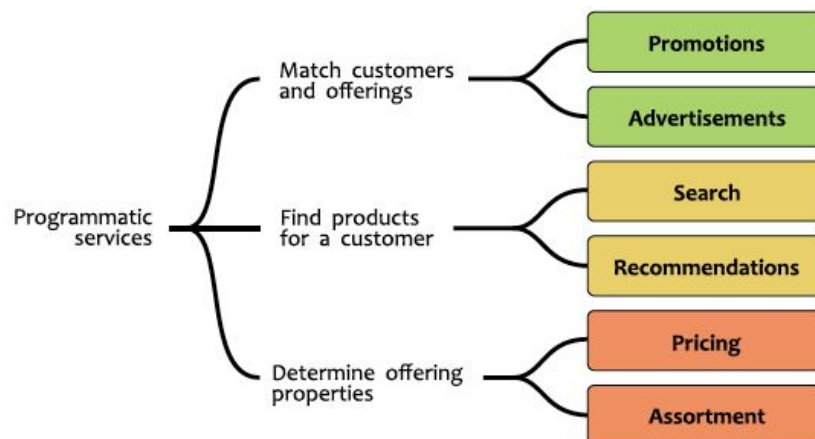 Programmatic
services
Match customers
and offerings
Promotions
Advertisements
Find products
for a customer
Search
Recommendations
Determine offering
properties
Pricing
Assortment